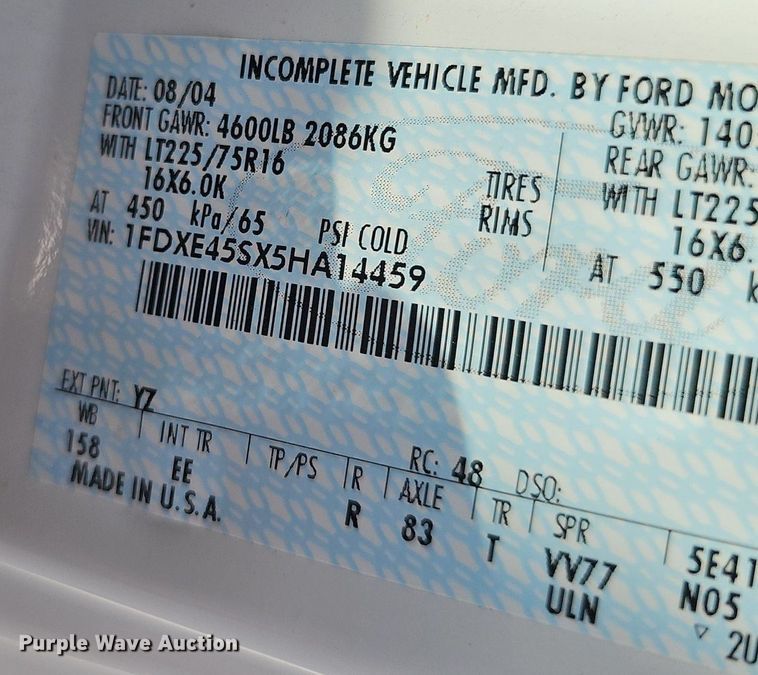 INCOMPLETE VEHICLE MFD. BY FORD MO
DATE: 08/04 GVWR: 140
FRONT GAWR: 4600LB 2086KG REAR GAWR:
WITH LT225/75R16 TIRES WITH LT225
16X6.0K RIMS 16X6.
AT 450 kPa/65 PSI COLD AT 550 k
VIN: 1FDXE45SX5HA14459
EXT PNT: YZ RC: 48 DSO:
WB INT TR TP/PS R AXLE TR SPR
158 EE R 83 T VV77 5E41
MADE IN U.S.A. ULN N05
2U
Purple Wave Auction